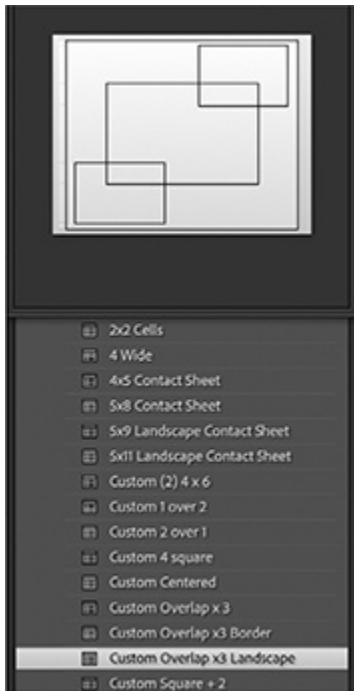 2x2 Cells
4 Wide
4x5 Contact Sheet
5x8 Contact Sheet
5x9 Landscape Contact Sheet
5x11 Landscape Contact Sheet
Custom (2) 4 x 6
Custom 1 over 2
Custom 2 over 1
Custom 4 square
Custom Centered
Custom Overlap x 3
Custom Overlap x3 Border
Custom Overlap x3 Landscape
Custom Square + 2